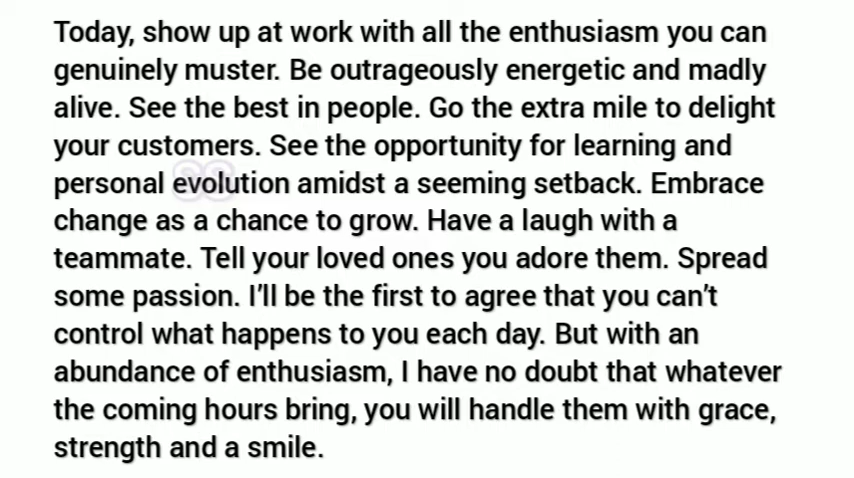 Today, show up at work with all the enthusiasm you can
genuinely muster. Be outrageously energetic and madly
alive. See the best in people. Go the extra mile to delight
your customers. See the opportunity for learning and
personal evolution amidst a seeming setback. Embrace
change as a chance to grow. Have a laugh with a
teammate. Tell your loved ones you adore them. Spread
some passion. I’ll be the first to agree that you can’t
control what happens to you each day. But with an
abundance of enthusiasm, I have no doubt that whatever
the coming hours bring, you will handle them with grace,
strength and a smile.